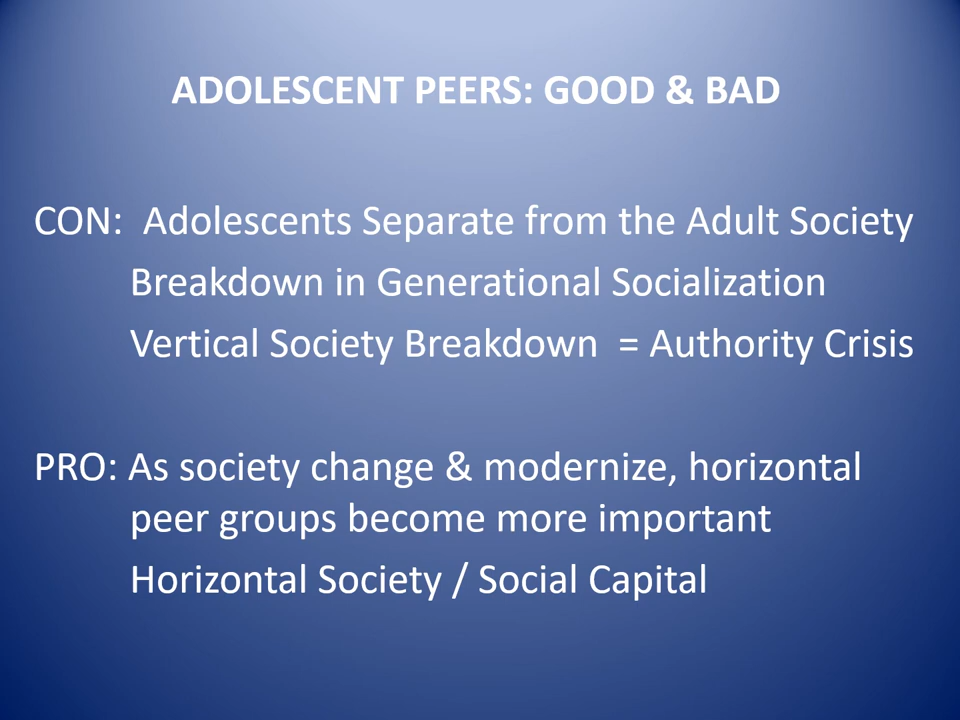 ADOLESCENT PEERS: GOOD & BAD
CON: Adolescents Separate from the Adult Society
Breakdown in Generational Socialization
Vertical Society Breakdown = Authority Crisis
PRO: As society change & modernize, horizontal
peer groups become more important
Horizontal Society / Social Capital